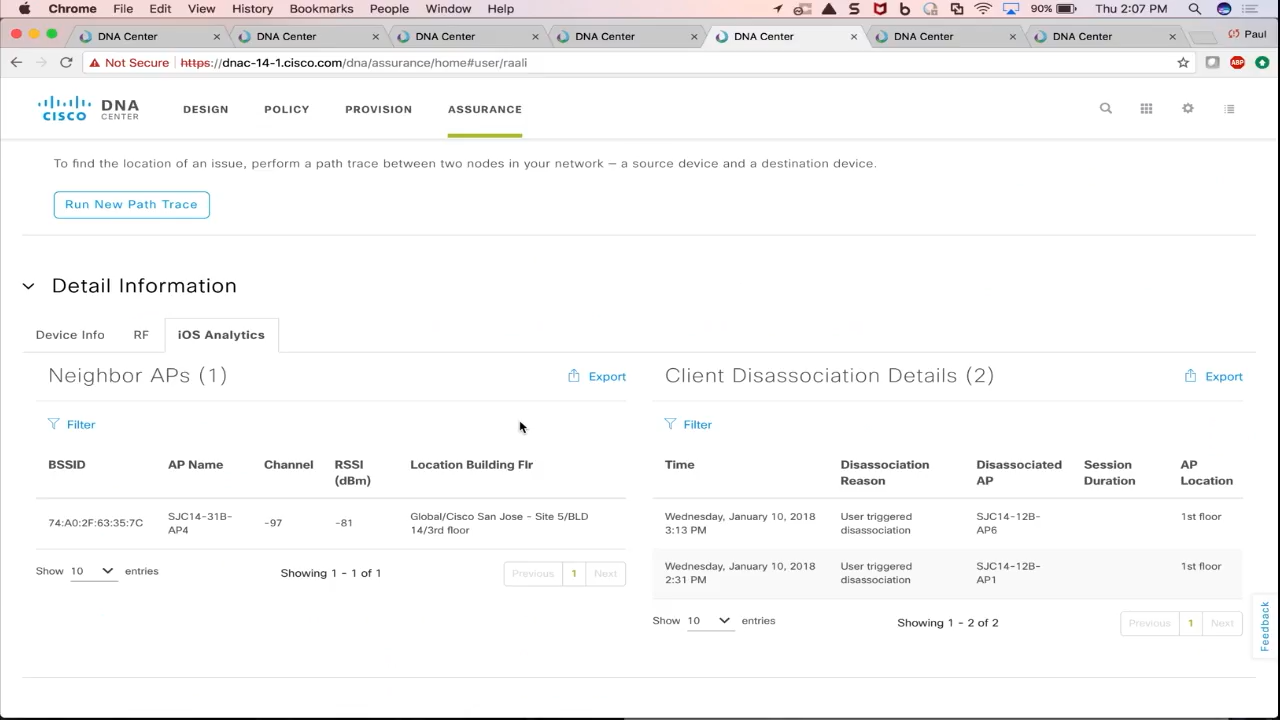 Chrome File Edit View History Bookmarks People Window Help 90% Thu 2:07 PM
DNA Center DNA Center DNA Center DNA Center DNA Center DNA Center DNA Center Paul
Not Secure https://dnac-14-1.cisco.com/dna/assurance/home#user/raali ABP
CISCO DNA CENTER DESIGN POLICY PROVISION ASSURANCE
To find the location of an issue, perform a path trace between two nodes in your network – a source device and a destination device.
Run New Path Trace
Detail Information
Device Info RF iOS Analytics
Neighbor APs (1) Export
Filter
BSSID AP Name Channel RSSI (dBm) Location Building Flr
74:A0:2F:63:35:7C SJC14-31B-AP4 -97 -81 Global/Cisco San Jose - Site 5/BLD 14/3rd floor
Show 10 entries Showing 1 - 1 of 1 Previous 1 Next
Client Disassociation Details (2) Export
Filter
Time Disassociation Reason Disassociated AP Session Duration AP Location
Wednesday, January 10, 2018 3:13 PM User triggered disassociation SJC14-12B-AP6 1st floor
Wednesday, January 10, 2018 2:31 PM User triggered disassociation SJC14-12B-AP1 1st floor
Show 10 entries Showing 1 - 2 of 2 Previous 1 Next
Feedback